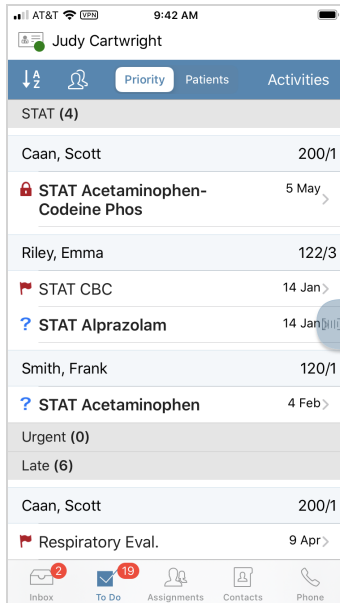 AT&T VPN 9:42 AM
Judy Cartwright
A Z Priority Patients Activities
STAT (4)
Caan, Scott 200/1
STAT Acetaminophen- 5 May
Codeine Phos
Riley, Emma 122/3
STAT CBC 14 Jan
? STAT Alprazolam 14 Jan
Smith, Frank 120/1
? STAT Acetaminophen 4 Feb
Urgent (0)
Late (6)
Caan, Scott 200/1
Respiratory Eval. 9 Apr
2 19
Inbox To Do Assignments Contacts Phone